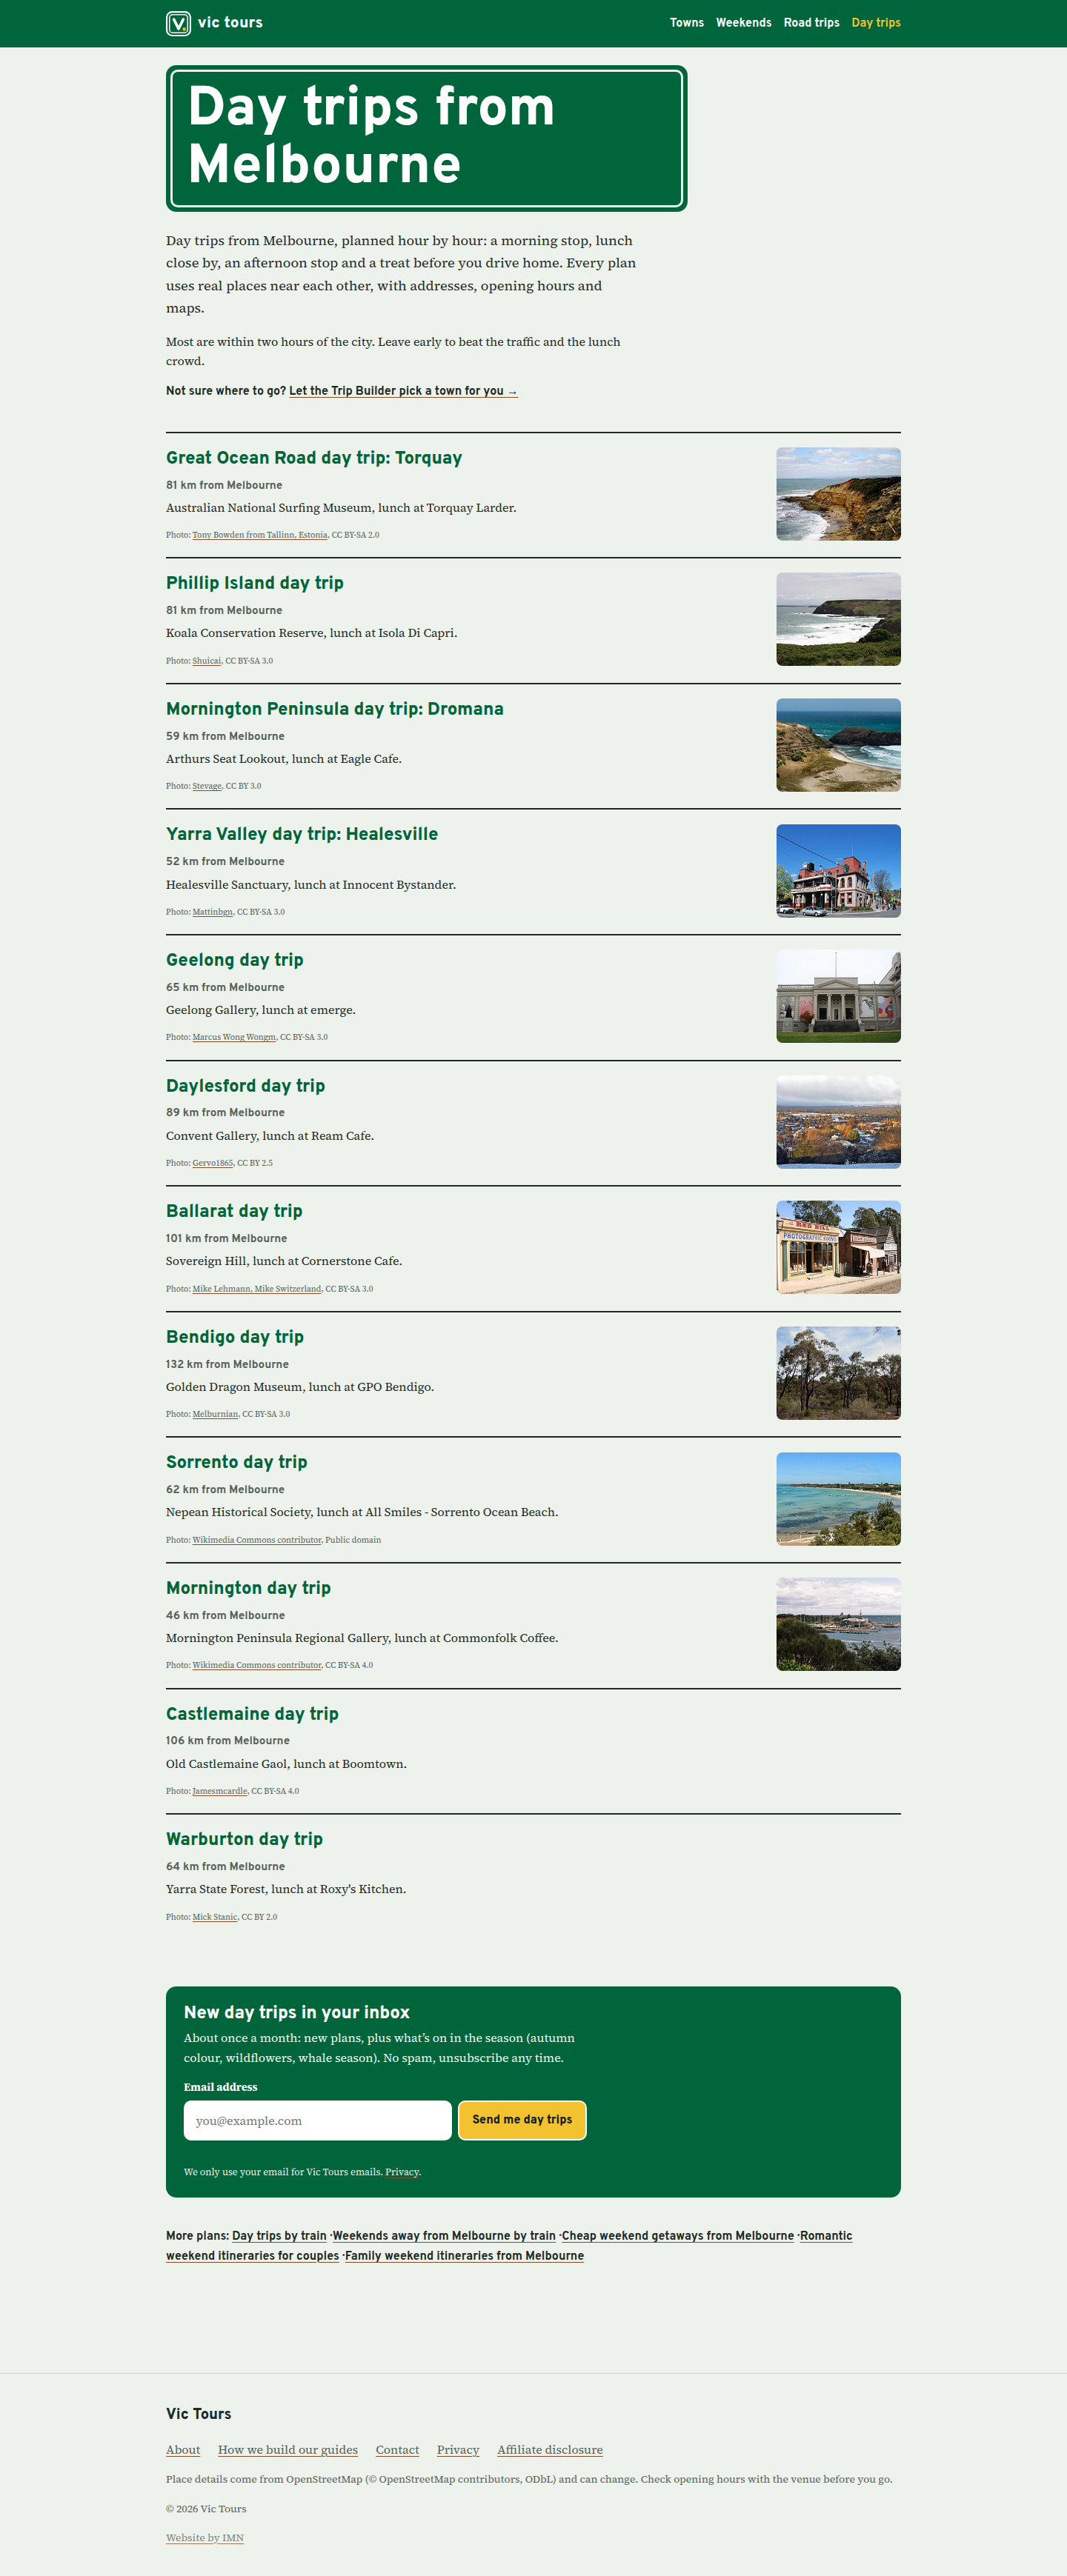 vic tours
Towns Weekends Road trips Day trips
Day trips from
Melbourne
Day trips from Melbourne, planned hour by hour: a morning stop, lunch
close by, an afternoon stop and a treat before you drive home. Every plan
uses real places near each other, with addresses, opening hours and
maps.
Most are within two hours of the city. Leave early to beat the traffic and the lunch
crowd.
Not sure where to go? Let the Trip Builder pick a town for you →
Great Ocean Road day trip: Torquay
81 km from Melbourne
Australian National Surfing Museum, lunch at Torquay Larder.
Photo: Tony Bowden from Tallinn, Estonia, CC BY-SA 2.0
Phillip Island day trip
81 km from Melbourne
Koala Conservation Reserve, lunch at Isola Di Capri.
Photo: Shuicai, CC BY-SA 3.0
Mornington Peninsula day trip: Dromana
59 km from Melbourne
Arthurs Seat Lookout, lunch at Eagle Cafe.
Photo: Stevage, CC BY 3.0
Yarra Valley day trip: Healesville
52 km from Melbourne
Healesville Sanctuary, lunch at Innocent Bystander.
Photo: Mattinbgn, CC BY-SA 3.0
Geelong day trip
65 km from Melbourne
Geelong Gallery, lunch at emerge.
Photo: Marcus Wong Wongm, CC BY-SA 3.0
Daylesford day trip
89 km from Melbourne
Convent Gallery, lunch at Ream Cafe.
Photo: Gervo1865, CC BY 2.5
Ballarat day trip
101 km from Melbourne
Sovereign Hill, lunch at Cornerstone Cafe.
Photo: Mike Lehmann, Mike Switzerland, CC BY-SA 3.0
RED HILL
PHOTOGRAPHIC ROOMS
Bendigo day trip
132 km from Melbourne
Golden Dragon Museum, lunch at GPO Bendigo.
Photo: Melburnian, CC BY-SA 3.0
Sorrento day trip
62 km from Melbourne
Nepean Historical Society, lunch at All Smiles - Sorrento Ocean Beach.
Photo: Wikimedia Commons contributor, Public domain
Mornington day trip
46 km from Melbourne
Mornington Peninsula Regional Gallery, lunch at Commonfolk Coffee.
Photo: Wikimedia Commons contributor, CC BY-SA 4.0
Castlemaine day trip
106 km from Melbourne
Old Castlemaine Gaol, lunch at Boomtown.
Photo: Jamesmcardle, CC BY-SA 4.0
Warburton day trip
64 km from Melbourne
Yarra State Forest, lunch at Roxy's Kitchen.
Photo: Mick Stanic, CC BY 2.0
New day trips in your inbox
About once a month: new plans, plus what's on in the season (autumn
colour, wildflowers, whale season). No spam, unsubscribe any time.
Email address
you@example.com
Send me day trips
We only use your email for Vic Tours emails. Privacy.
More plans: Day trips by train · Weekends away from Melbourne by train · Cheap weekend getaways from Melbourne · Romantic
weekend itineraries for couples · Family weekend itineraries from Melbourne
Vic Tours
About How we build our guides Contact Privacy Affiliate disclosure
Place details come from OpenStreetMap (© OpenStreetMap contributors, ODbL) and can change. Check opening hours with the venue before you go.
© 2026 Vic Tours
Website by IMN